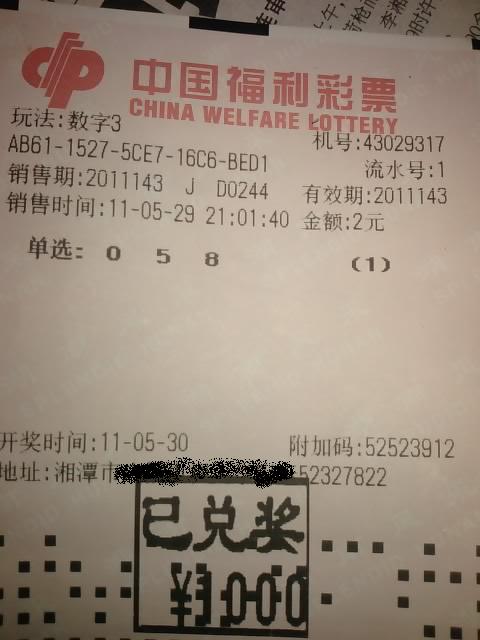 中国福利彩票
CHINA WELFARE LOTTERY
玩法:数字3 机号:43029317
AB61-1527-5CE7-16C6-BED1 流水号:1
销售期:2011143 J D0244 有效期:2011143
销售时间:11-05-29 21:01:40 金额:2元
单选: 0 5 8 (1)
开奖时间:11-05-30 附加码:52523912
地址:湘潭市 52327822
已兑奖